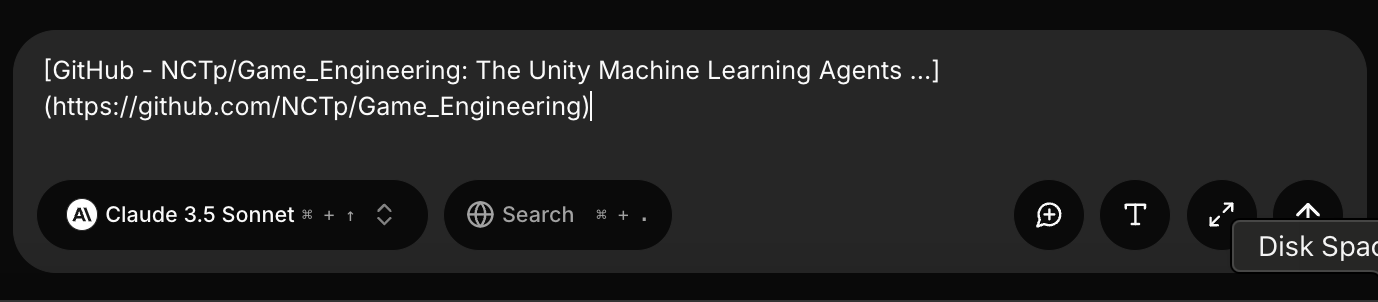 [GitHub - NCTp/Game_Engineering: The Unity Machine Learning Agents ...]
(https://github.com/NCTp/Game_Engineering)
Claude 3.5 Sonnet ⌘ + ↑
Search ⌘ + .
T
Disk